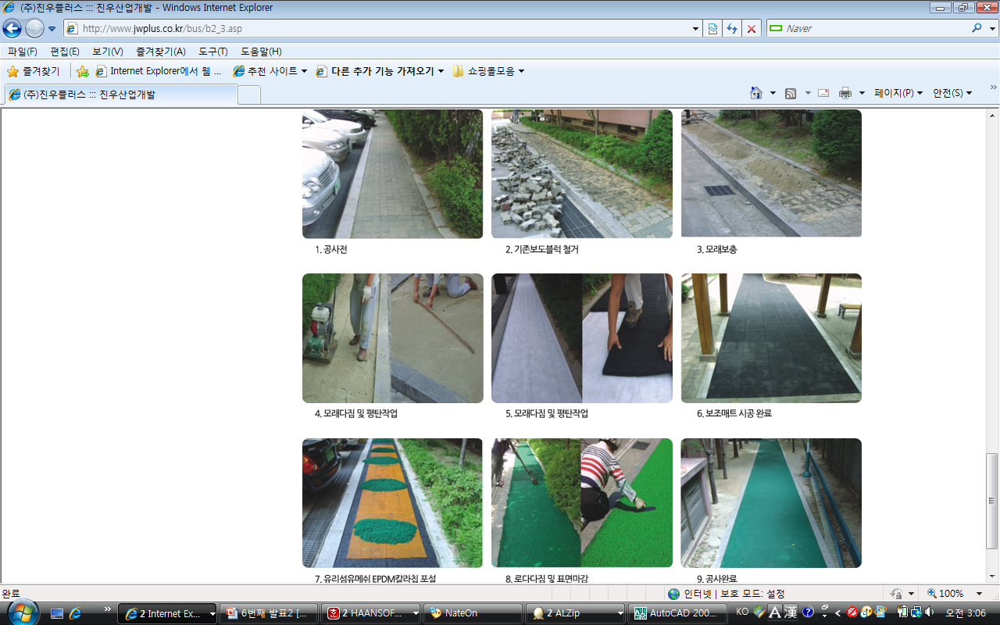 (주)진우플러스 ::: 진우산업개발 - Windows Internet Explorer
http://www.jwplus.co.kr/bus/b2_3.asp
Naver
파일(F) 편집(E) 보기(V) 즐겨찾기(A) 도구(T) 도움말(H)
즐겨찾기 Internet Explorer에서 웹 ... 추천 사이트 다른 추가 기능 가져오기 쇼핑몰모음
(주)진우플러스 ::: 진우산업개발 페이지(P) 안전(S) »
1. 공사전 2. 기존보도블럭 철거 3. 모래보충
4. 모래다짐 및 평탄작업 5. 모래다짐 및 평탄작업 6. 보조매트 시공 완료
7. 유리섬유메쉬 EPDM칼라칩 포설 8. 로다다짐 및 표면마감 9. 공사완료
완료 인터넷 | 보호 모드: 설정 100%
» 2 Internet Ex... 6번째 발표2 [... 2 HAANSOF... NateOn 2 ALZip AutoCAD 200... KO A 漢 오전 3:06